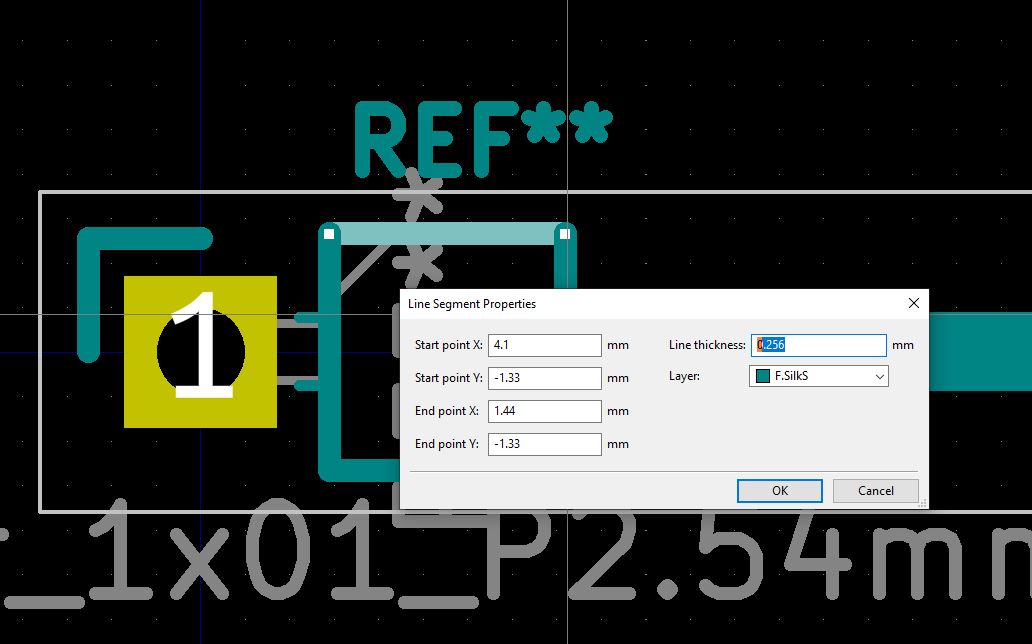 REF**
*
*
1
Line Segment Properties
Start point X: 4.1 mm
Line thickness: 0.256 mm
Start point Y: -1.33 mm
Layer: F.SilkS
End point X: 1.44 mm
End point Y: -1.33 mm
OK Cancel
_1x01_P2.54mm